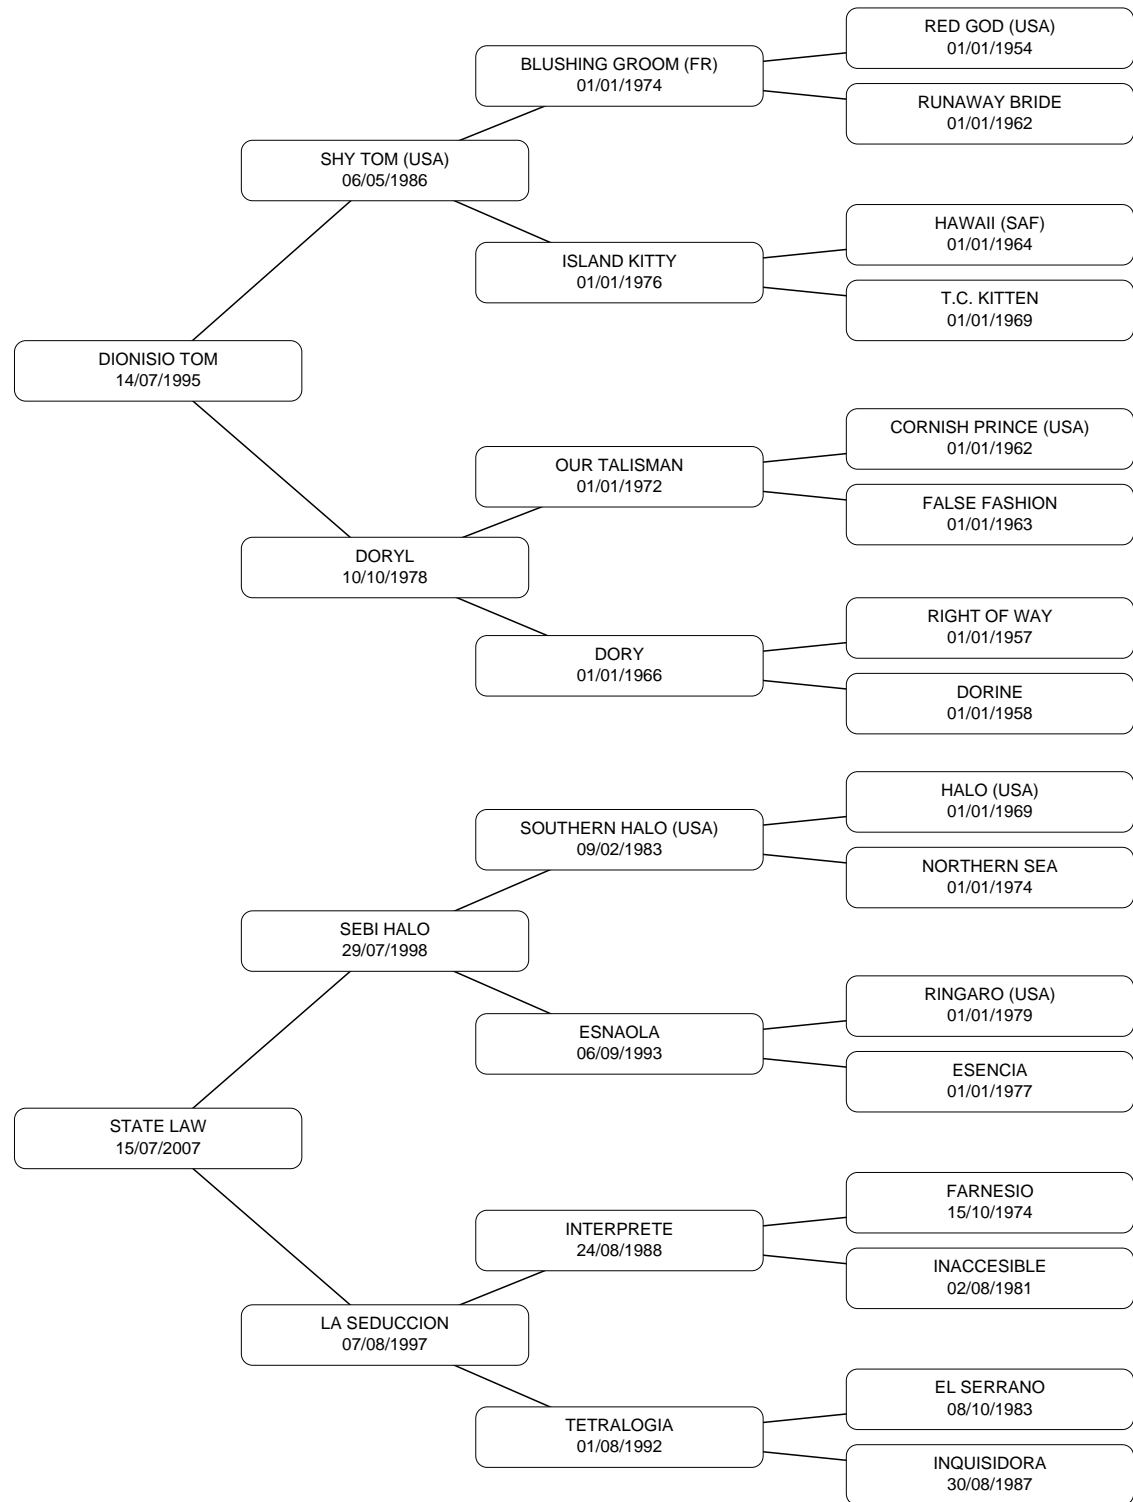 RED GOD (USA)
01/01/1954
BLUSHING GROOM (FR)
01/01/1974
RUNAWAY BRIDE
01/01/1962
SHY TOM (USA)
06/05/1986
HAWAII (SAF)
01/01/1964
ISLAND KITTY
01/01/1976
T.C. KITTEN
01/01/1969
DIONISIO TOM
14/07/1995
CORNISH PRINCE (USA)
01/01/1962
OUR TALISMAN
01/01/1972
FALSE FASHION
01/01/1963
DORYL
10/10/1978
RIGHT OF WAY
01/01/1957
DORY
01/01/1966
DORINE
01/01/1958
HALO (USA)
01/01/1969
SOUTHERN HALO (USA)
09/02/1983
NORTHERN SEA
01/01/1974
SEBI HALO
29/07/1998
RINGARO (USA)
01/01/1979
ESNAOLA
06/09/1993
ESENCIA
01/01/1977
STATE LAW
15/07/2007
FARNESIO
15/10/1974
INTERPRETE
24/08/1988
INACCESIBLE
02/08/1981
LA SEDUCCION
07/08/1997
EL SERRANO
08/10/1983
TETRALOGIA
01/08/1992
INQUISIDORA
30/08/1987